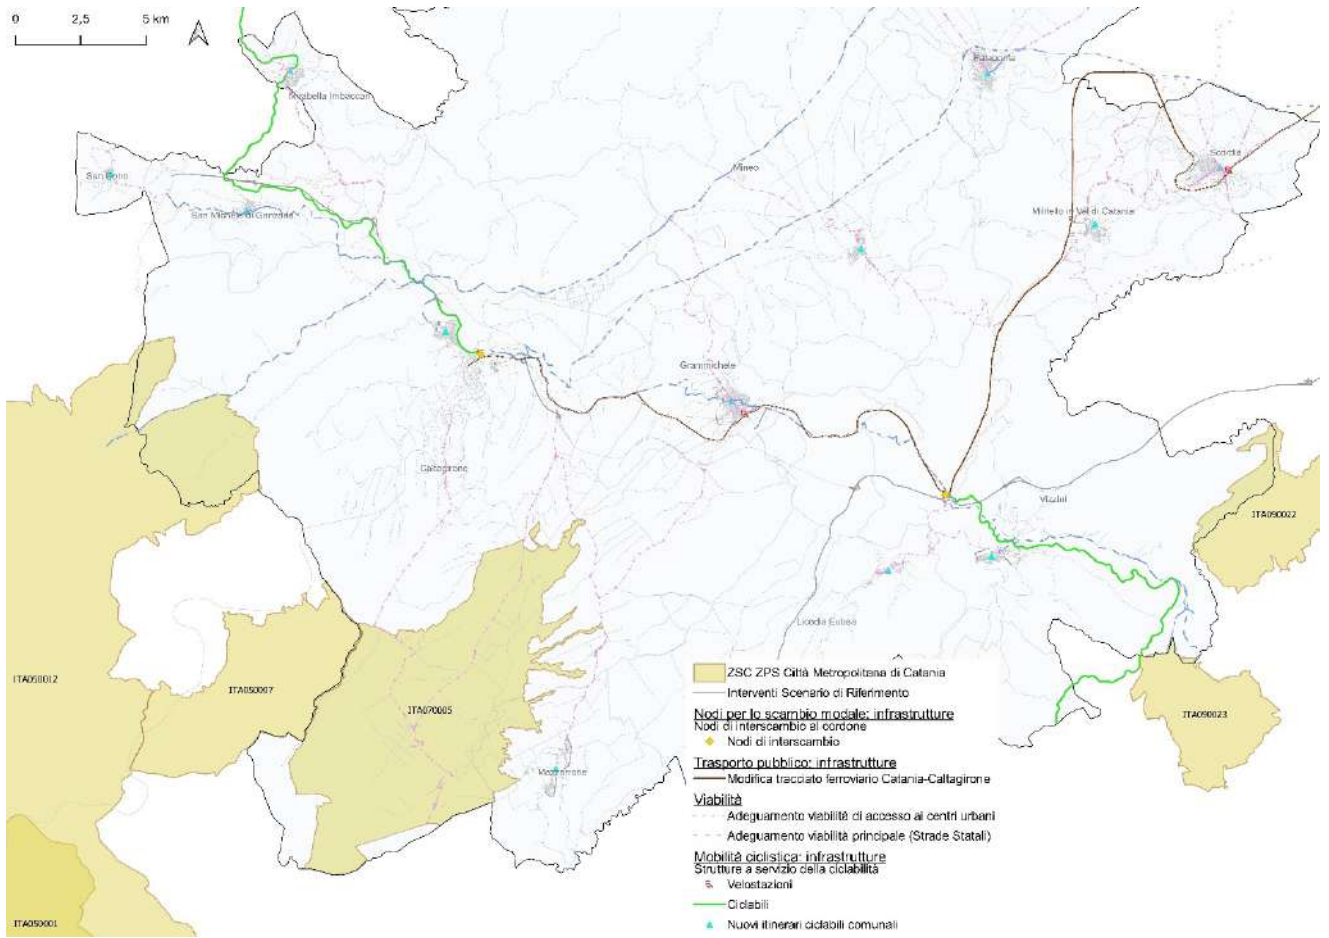 0 2,5 5 km
Mirabella Imbaccari
Palagonia
San Cono
Mineo
Scordia
San Michele di Ganzaria
Militello in Val di Catania
Grammichele
Caltagirone
Vizzini
ITA090022
Licodia Eubea
ZSC ZPS Città Metropolitana di Catania
Interventi Scenario di Riferimento
ITA050012
ITA050007
Nodi per lo scambio modale: infrastrutture
ITA070005
ITA090023
Nodi di interscambio al cordone
Nodi di interscambio
Trasporto pubblico: infrastrutture
Mazzarrone
Modifica tracciato ferroviario Catania-Caltagirone
Viabilità
Adeguamento viabilità di accesso ai centri urbani
Adeguamento viabilità principale (Strade Statali)
Mobilità ciclistica: infrastrutture
Strutture a servizio della ciclabilità
Velostazioni
Ciclabili
ITA050001
Nuovi itinerari ciclabili comunali